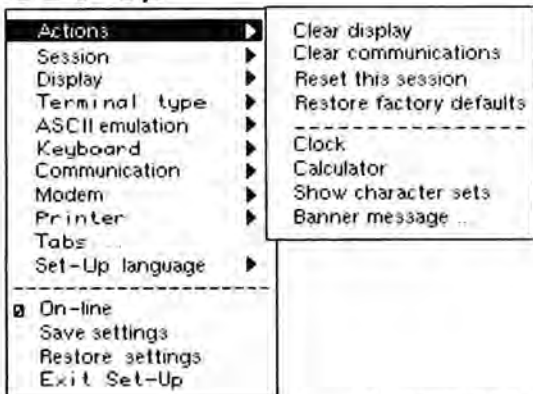 Actions
Session
Display
Terminal type
ASCII emulation
Keyboard
Communication
Modem
Printer
Tabs ...
Set-Up language
On-line
Save settings
Restore settings
Exit Set-Up
Clear display
Clear communications
Reset this session
Restore factory defaults
Clock
Calculator
Show character sets
Banner message ...